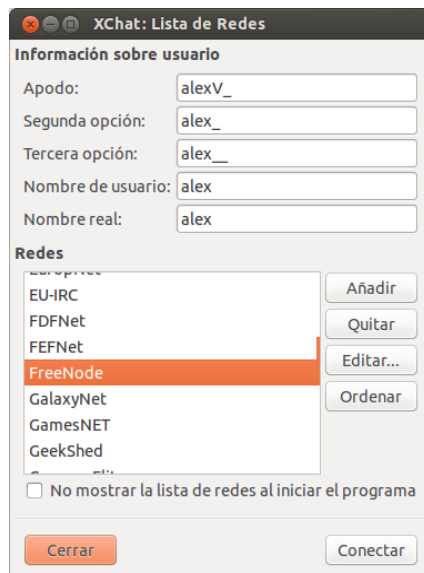 XChat: Lista de Redes
Información sobre usuario
Apodo: alexV_
Segunda opción: alex_
Tercera opción: alex__
Nombre de usuario: alex
Nombre real: alex
Redes
EU-IRC
FDFNet
FEFNet
FreeNode
GalaxyNet
GamesNET
GeekShed
Añadir
Quitar
Editar...
Ordenar
No mostrar la lista de redes al iniciar el programa
Cerrar
Conectar